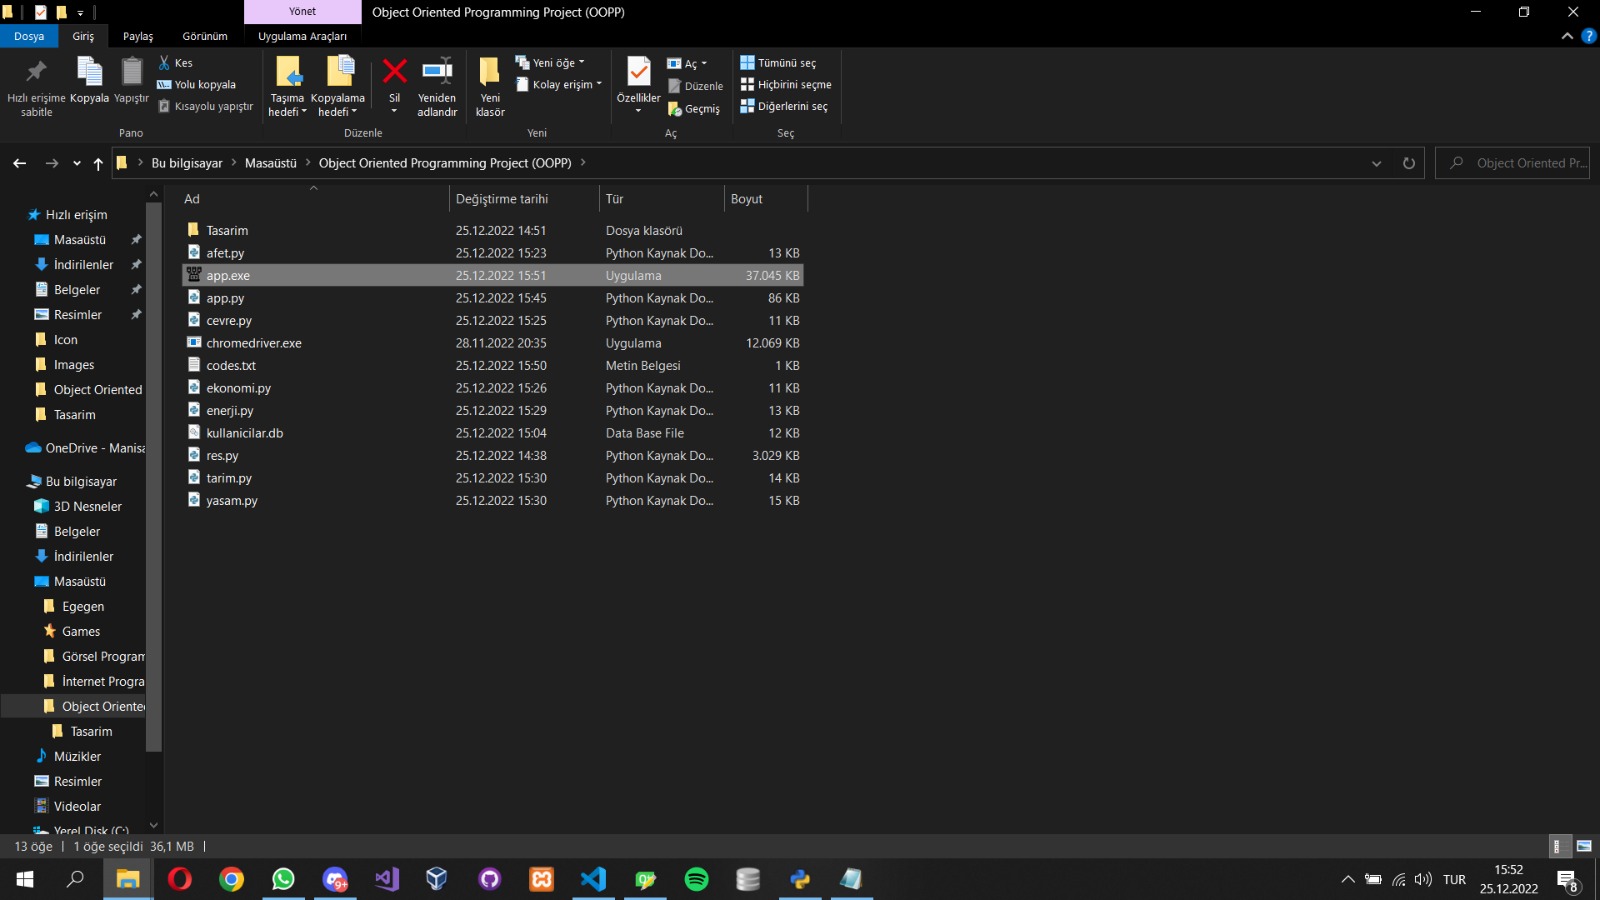 Yönet
Object Oriented Programming Project (OOPP)
Dosya
Giriş
Paylaş
Görünüm
Uygulama Araçları
Hızlı erişime sabitle
Kopyala
Yapıştır
Kes
Yolu kopyala
Kısayolu yapıştır
Pano
Taşıma hedefi
Kopyalama hedefi
Sil
Yeniden adlandır
Düzenle
Yeni klasör
Yeni öğe
Kolay erişim
Yeni
Özellikler
Aç
Düzenle
Geçmiş
Aç
Tümünü seç
Hiçbirini seçme
Diğerlerini seç
Seç
Bu bilgisayar
Masaüstü
Object Oriented Programming Project (OOPP)
Object Oriented Pr...
Hızlı erişim
Masaüstü
İndirilenler
Belgeler
Resimler
Icon
Images
Object Oriented
Tasarim
OneDrive - Manisa
Bu bilgisayar
3D Nesneler
Belgeler
İndirilenler
Masaüstü
Egegen
Games
Görsel Program
İnternet Progra
Object Oriented
Tasarim
Müzikler
Resimler
Videolar
Yerel Disk (C:)
Ad Değiştirme tarihi Tür Boyut
Tasarim 25.12.2022 14:51 Dosya klasörü
afet.py 25.12.2022 15:23 Python Kaynak Do... 13 KB
app.exe 25.12.2022 15:51 Uygulama 37.045 KB
app.py 25.12.2022 15:45 Python Kaynak Do... 86 KB
cevre.py 25.12.2022 15:25 Python Kaynak Do... 11 KB
chromedriver.exe 28.11.2022 20:35 Uygulama 12.069 KB
codes.txt 25.12.2022 15:50 Metin Belgesi 1 KB
ekonomi.py 25.12.2022 15:26 Python Kaynak Do... 11 KB
enerji.py 25.12.2022 15:29 Python Kaynak Do... 13 KB
kullanicilar.db 25.12.2022 15:04 Data Base File 12 KB
res.py 25.12.2022 14:38 Python Kaynak Do... 3.029 KB
tarim.py 25.12.2022 15:30 Python Kaynak Do... 14 KB
yasam.py 25.12.2022 15:30 Python Kaynak Do... 15 KB
13 öğe | 1 öğe seçildi 36,1 MB |
9+
TUR
15:52
25.12.2022
8